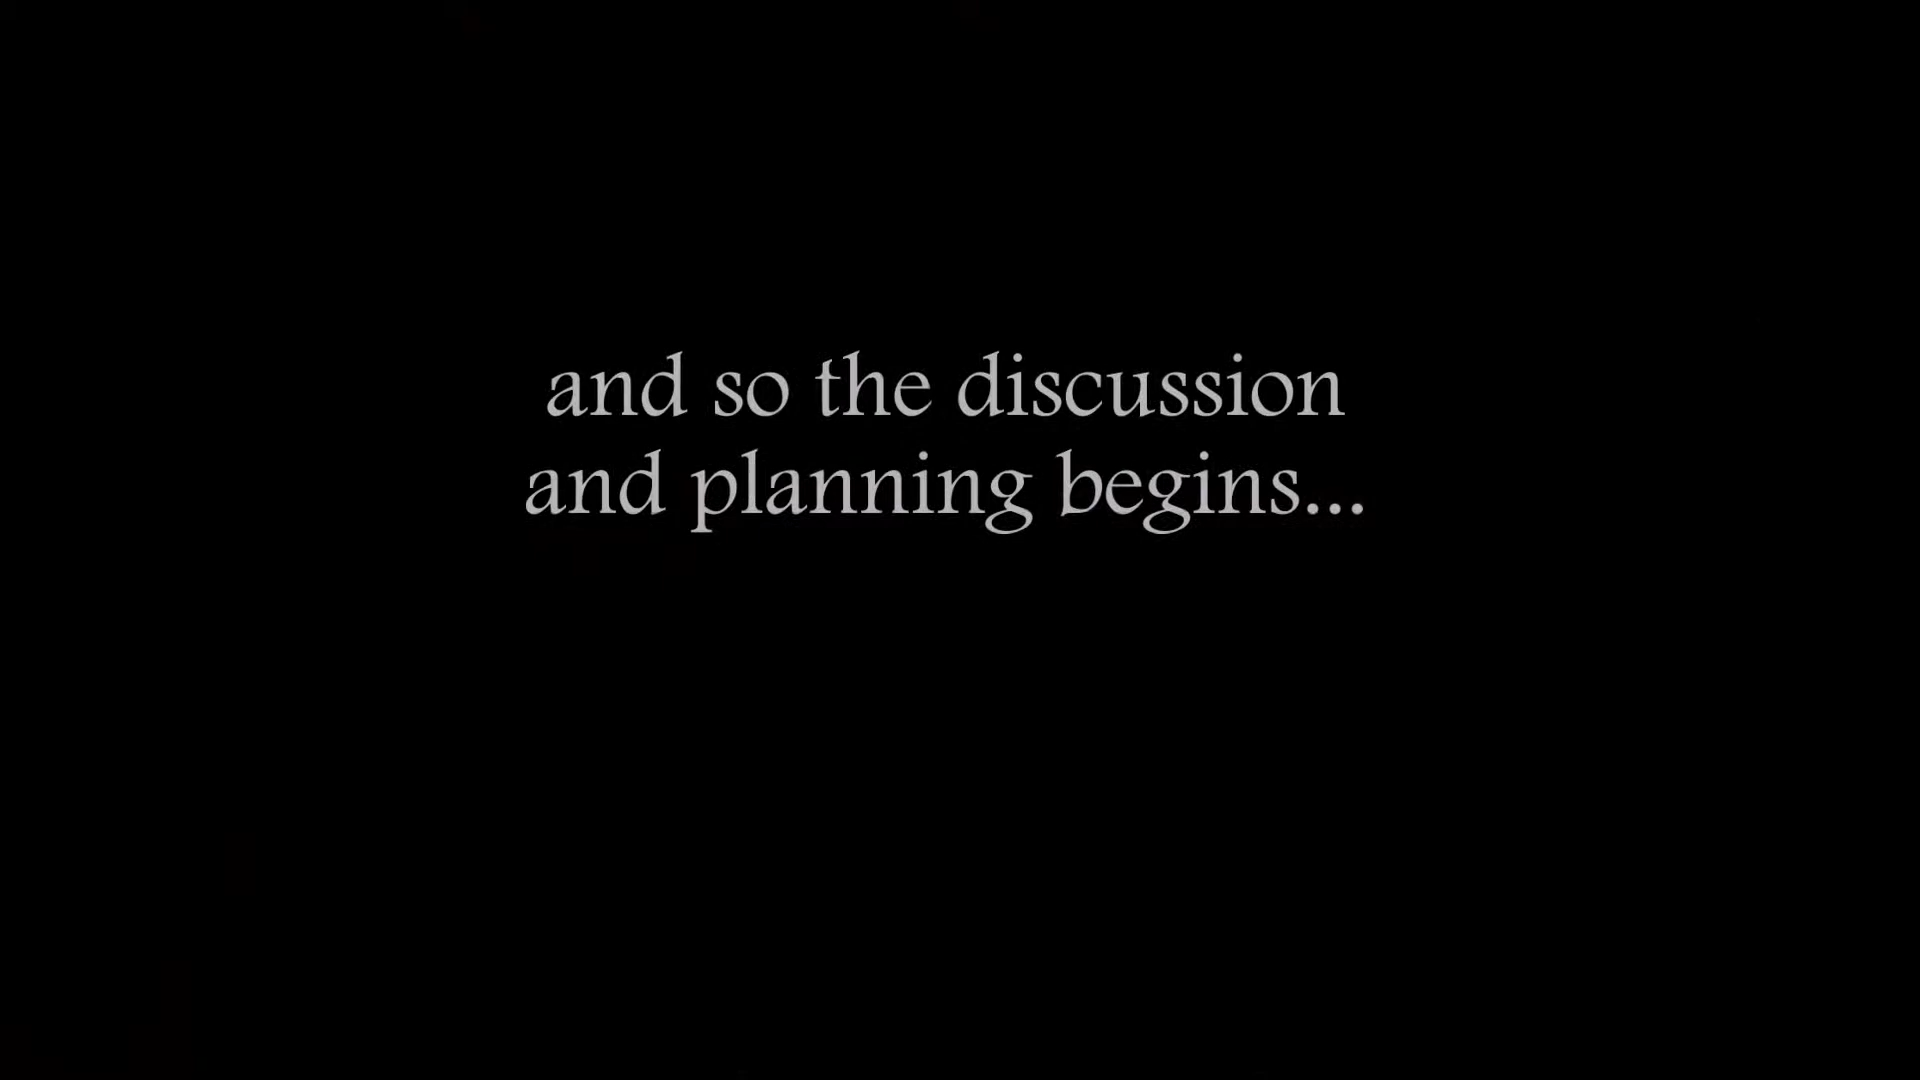 and so the discussion
and planning begins...